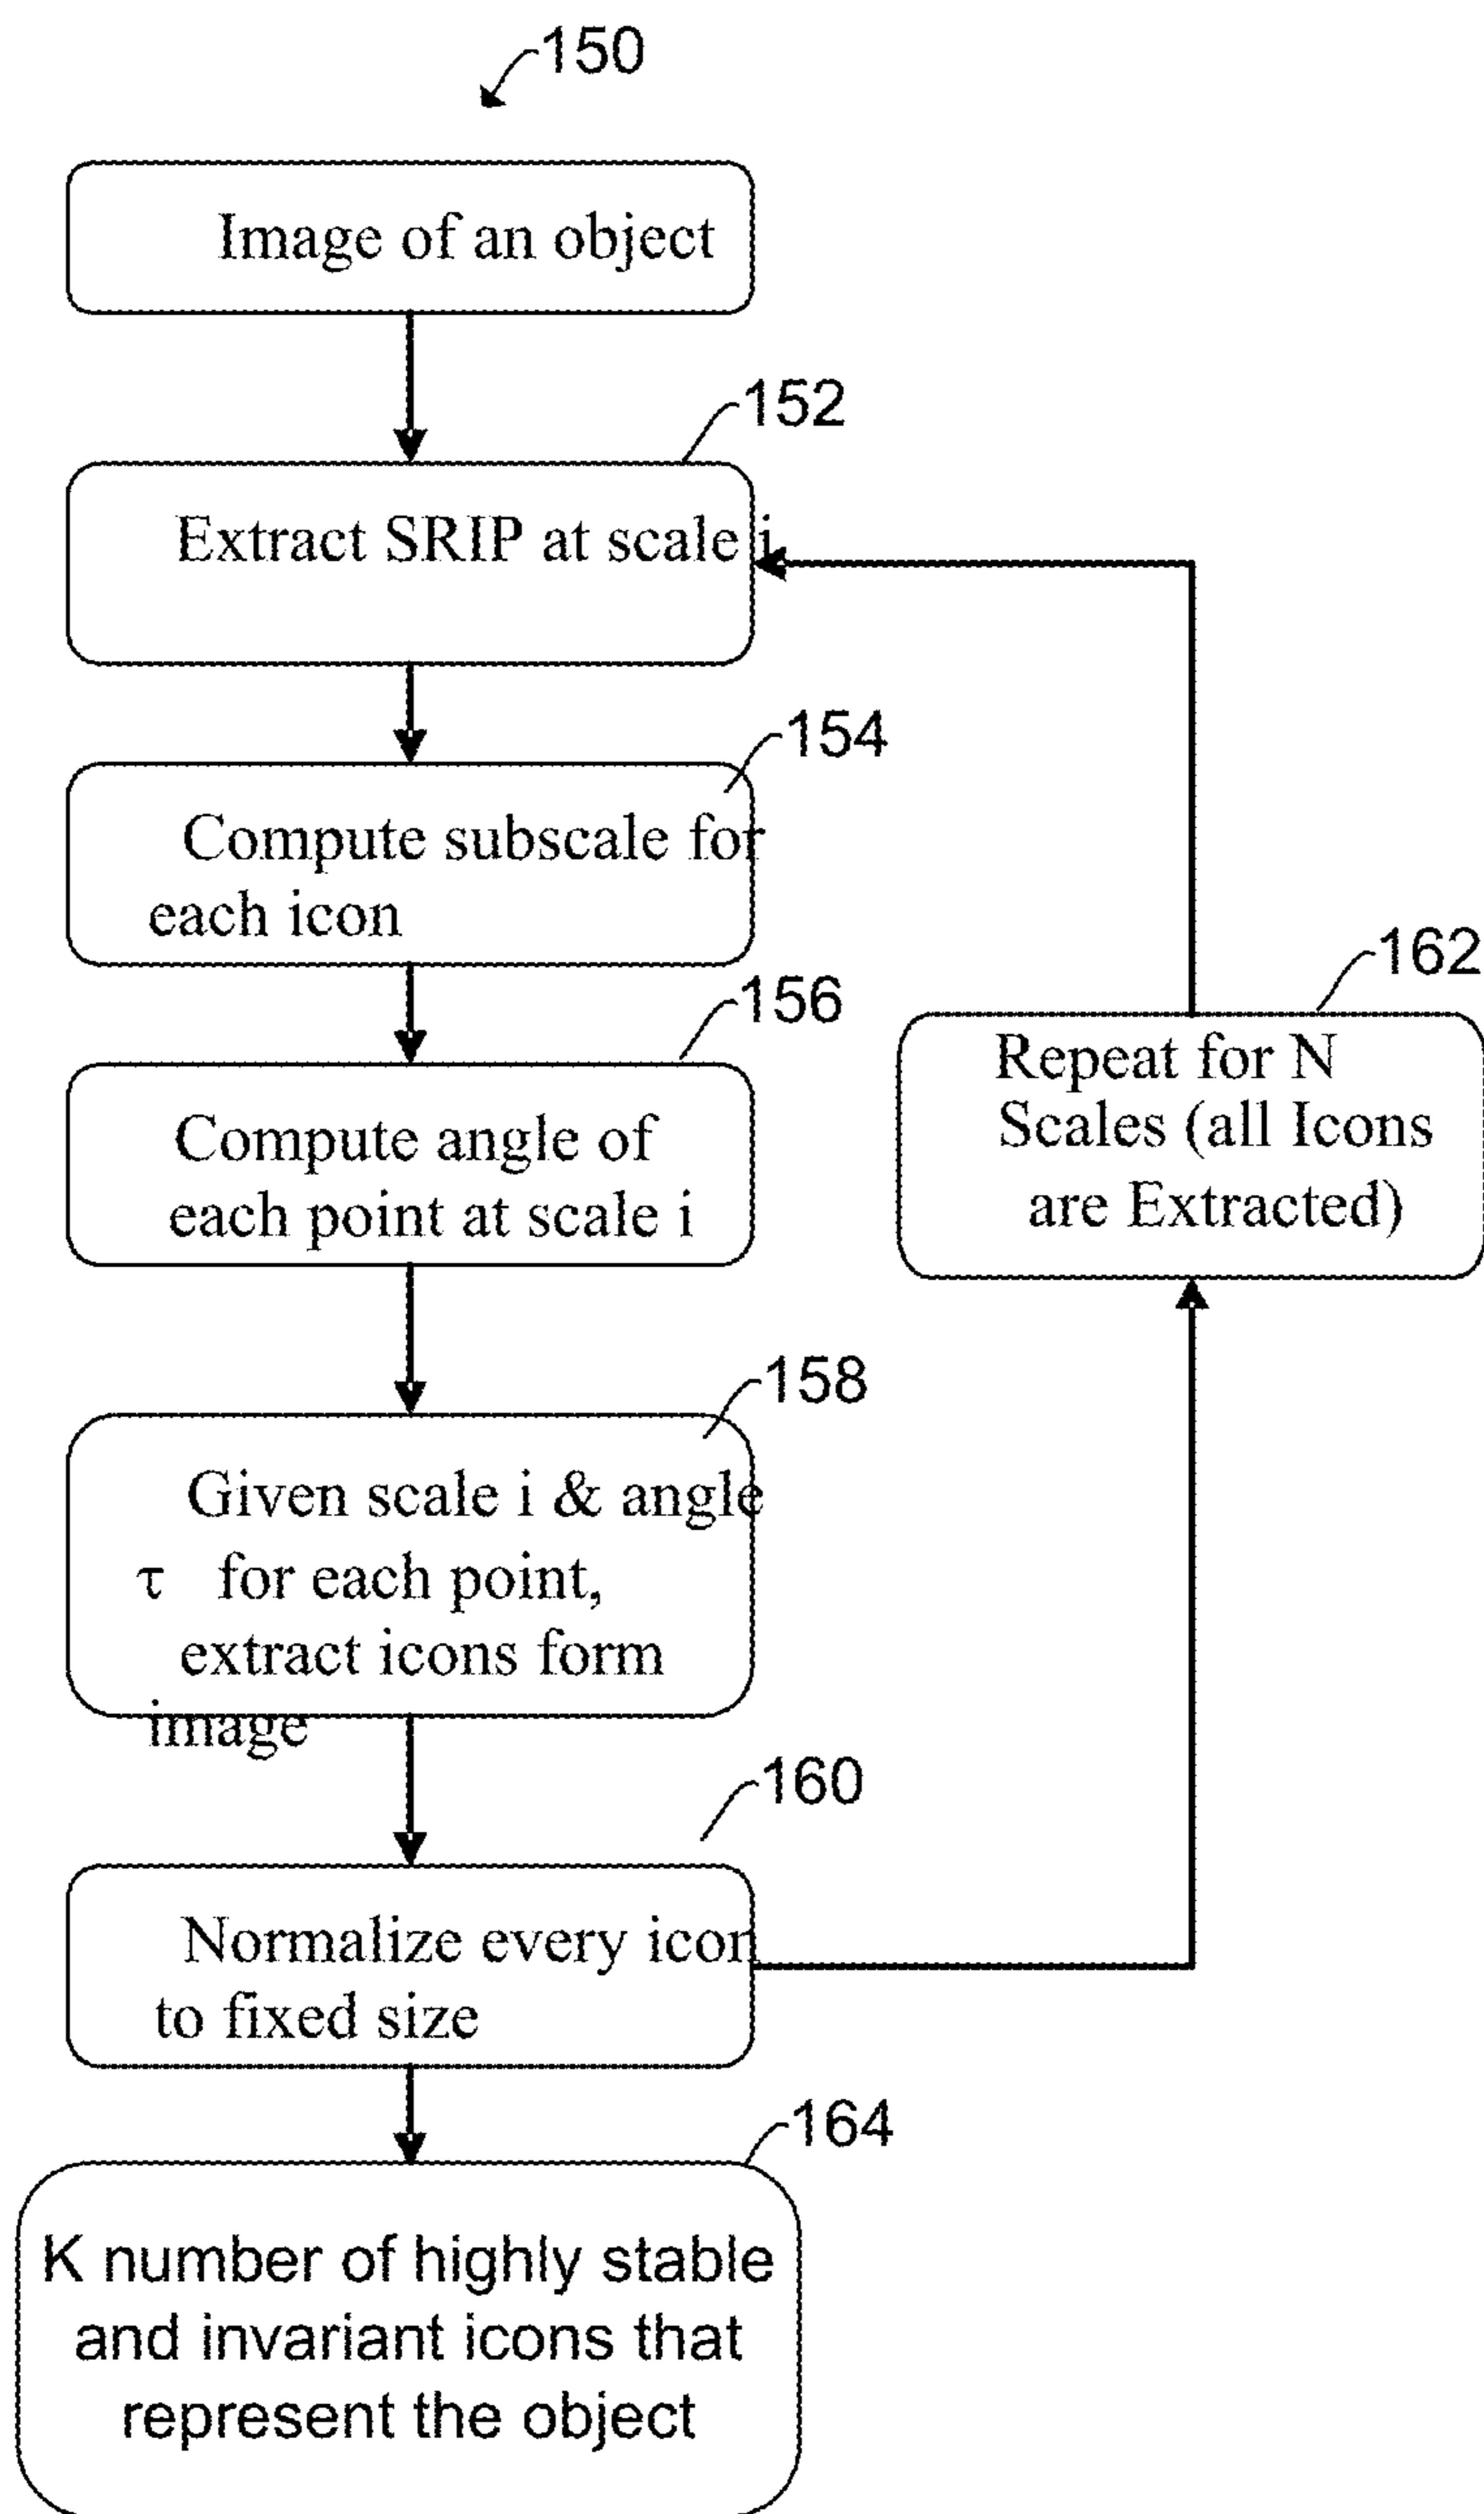 150
Image of an object
152
Extract SRIP at scale i
154
Compute subscale for
each icon
156
Compute angle of
each point at scale i
162
Repeat for N
Scales (all Icons
are Extracted)
158
Given scale i & angle
τ for each point,
extract icons form
image
160
Normalize every icon
to fixed size
164
K number of highly stable
and invariant icons that
represent the object